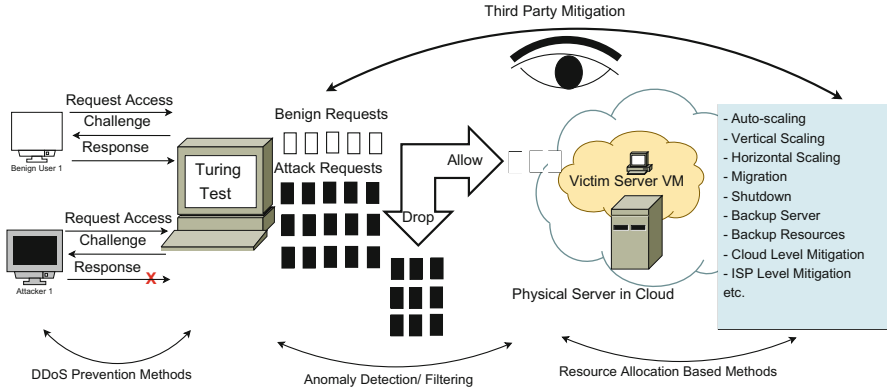 Third Party Mitigation
Request Access
Challenge
Response
Benign User 1
Request Access
Challenge
Response
X
Attacker 1
Turing
Test
Benign Requests
Attack Requests
Allow
Drop
Victim Server VM
Physical Server in Cloud
- Auto-scaling
- Vertical Scaling
- Horizontal Scaling
- Migration
- Shutdown
- Backup Server
- Backup Resources
- Cloud Level Mitigation
- ISP Level Mitigation
etc.
DDoS Prevention Methods
Anomaly Detection/ Filtering
Resource Allocation Based Methods